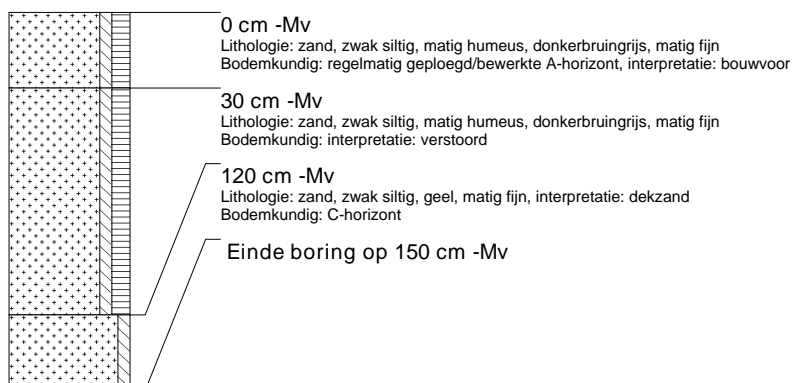 0 cm -Mv
Lithologie: zand, zwak siltig, matig humeus, donkerbruingrijs, matig fijn
Bodemkundig: regelmatig geploegd/bewerkte A-horizont, interpretatie: bouwvoor
30 cm -Mv
Lithologie: zand, zwak siltig, matig humeus, donkerbruingrijs, matig fijn
Bodemkundig: interpretatie: verstoord
120 cm -Mv
Lithologie: zand, zwak siltig, geel, matig fijn, interpretatie: dekzand
Bodemkundig: C-horizont
Einde boring op 150 cm -Mv